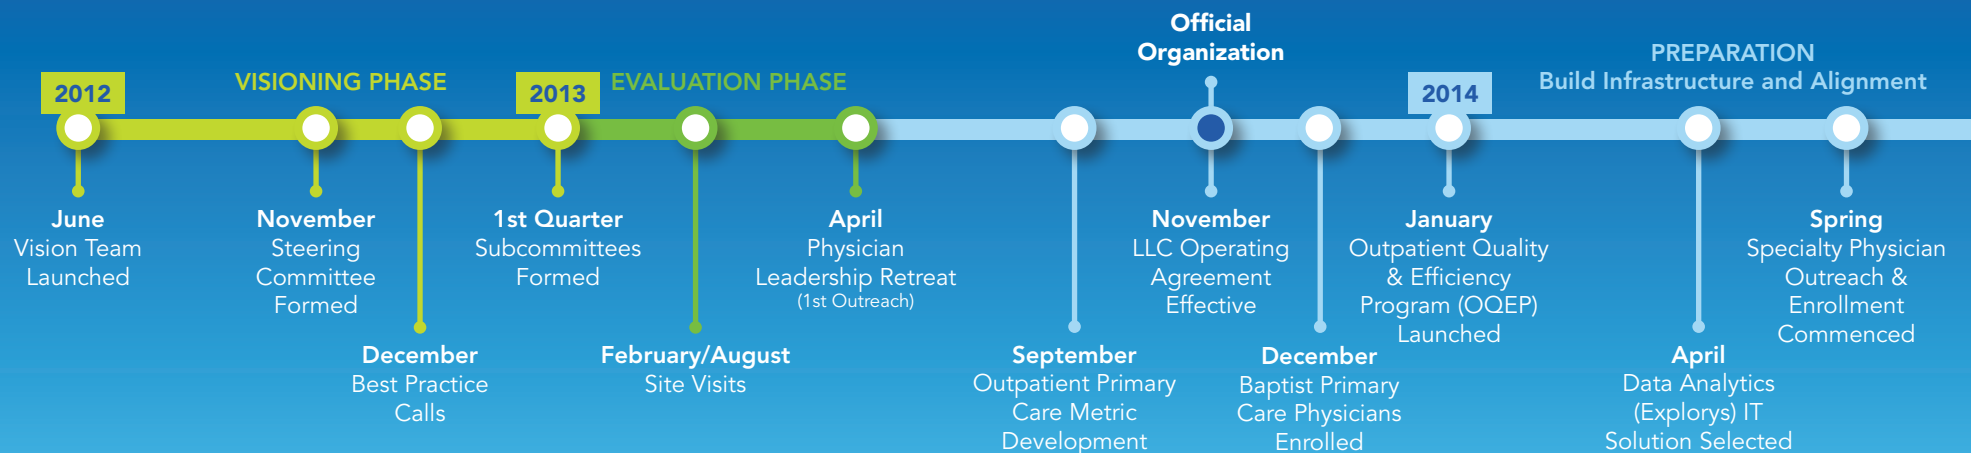 2012
VISIONING PHASE
2013
EVALUATION PHASE
Official
Organization
2014
PREPARATION
Build Infrastructure and Alignment
June
Vision Team
Launched
November
Steering
Committee
Formed
December
Best Practice
Calls
1st Quarter
Subcommittees
Formed
February/August
Site Visits
April
Physician
Leadership Retreat
(1st Outreach)
September
Outpatient Primary
Care Metric
Development
November
LLC Operating
Agreement
Effective
December
Baptist Primary
Care Physicians
Enrolled
January
Outpatient Quality
& Efficiency
Program (OQEP)
Launched
April
Data Analytics
(Explorys) IT
Solution Selected
Spring
Specialty Physician
Outreach &
Enrollment
Commenced